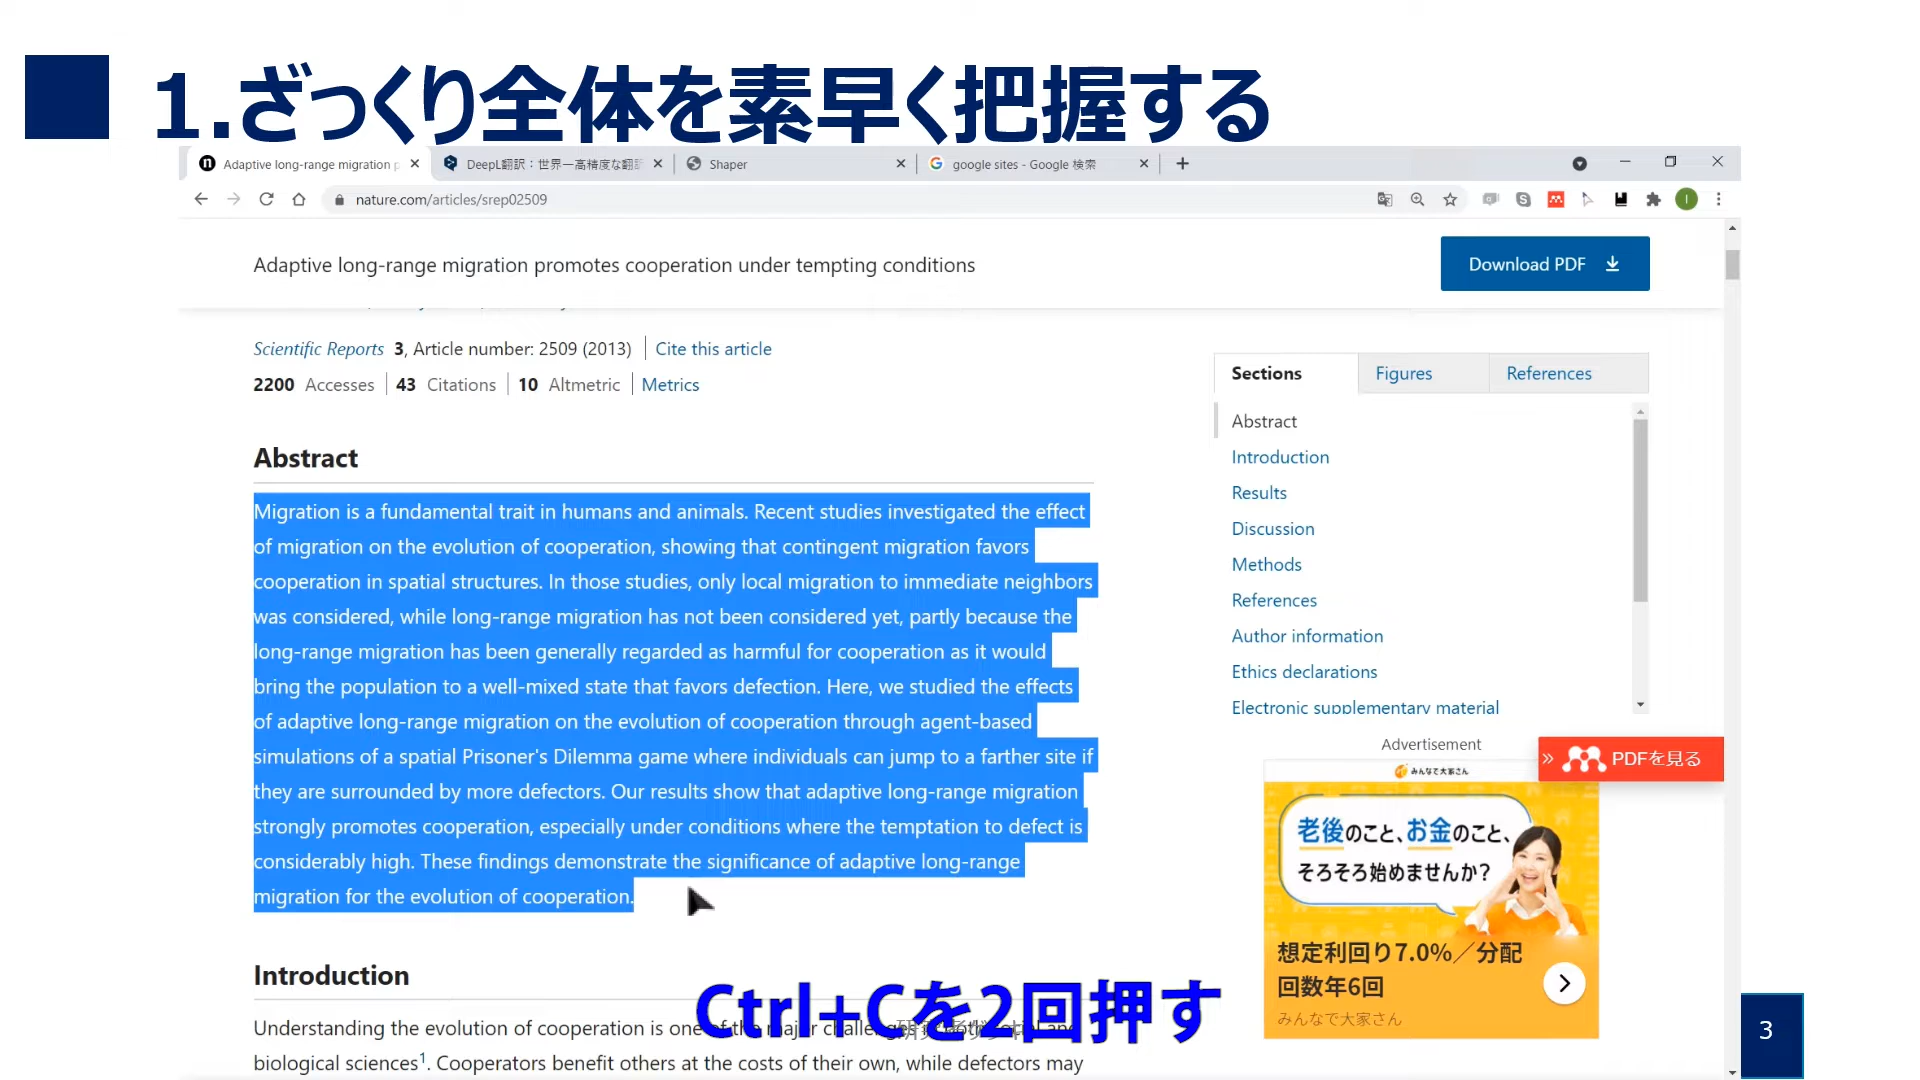 1.ざっくり全体を素早く把握する
Adaptive long-range migration p
DeepL翻訳：世界一高精度な翻訳
Shaper
google sites - Google 検索
nature.com/articles/srep02509
Adaptive long-range migration promotes cooperation under tempting conditions
Download PDF
Scientific Reports 3, Article number: 2509 (2013) Cite this article
2200 Accesses 43 Citations 10 Altmetric Metrics
Abstract
Migration is a fundamental trait in humans and animals. Recent studies investigated the effect
of migration on the evolution of cooperation, showing that contingent migration favors
cooperation in spatial structures. In those studies, only local migration to immediate neighbors
was considered, while long-range migration has not been considered yet, partly because the
long-range migration has been generally regarded as harmful for cooperation as it would
bring the population to a well-mixed state that favors defection. Here, we studied the effects
of adaptive long-range migration on the evolution of cooperation through agent-based
simulations of a spatial Prisoner's Dilemma game where individuals can jump to a farther site if
they are surrounded by more defectors. Our results show that adaptive long-range migration
strongly promotes cooperation, especially under conditions where the temptation to defect is
considerably high. These findings demonstrate the significance of adaptive long-range
migration for the evolution of cooperation.
Introduction
Understanding the evolution of cooperation is one of the major challenges and
biological sciences1. Cooperators benefit others at the costs of their own, while defectors may
Ctrl+Cを2回押す
Sections Figures References
Abstract
Introduction
Results
Discussion
Methods
References
Author information
Ethics declarations
Electronic supplementary material
Advertisement
PDFを見る
みんなで大家さん
老後のこと、お金のこと、
そろそろ始めませんか?
想定利回り7.0%／分配
回数年6回
みんなで大家さん
3